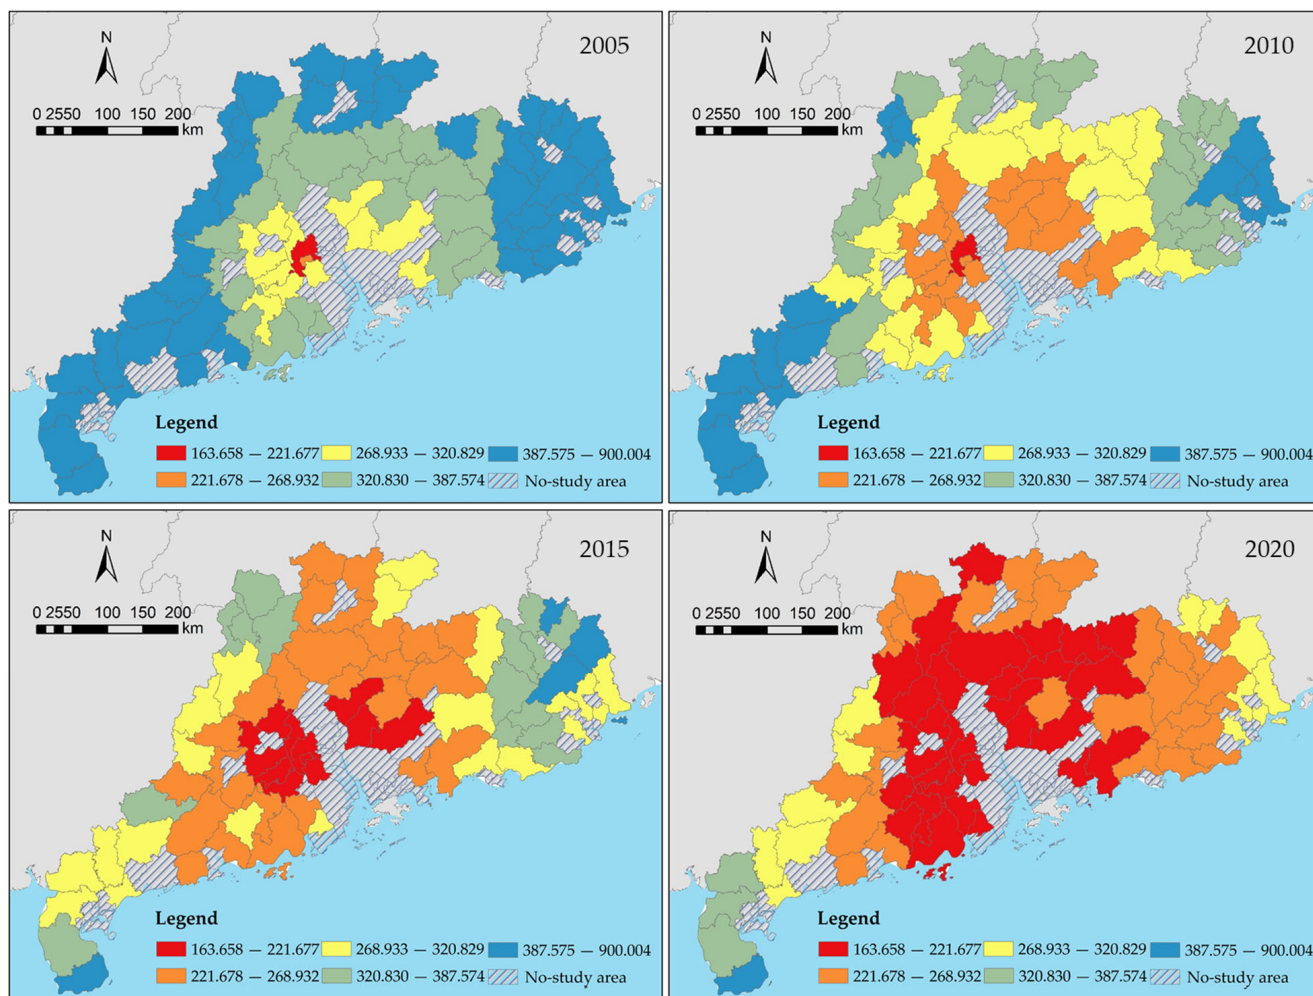 2005
N
0 2550 100 150 200
km
Legend
163.658 — 221.677 268.933 — 320.829 387.575 — 900.004
221.678 — 268.932 320.830 — 387.574 No-study area
2010
N
0 2550 100 150 200
km
Legend
163.658 — 221.677 268.933 — 320.829 387.575 — 900.004
221.678 — 268.932 320.830 — 387.574 No-study area
2015
N
0 2550 100 150 200
km
Legend
163.658 — 221.677 268.933 — 320.829 387.575 — 900.004
221.678 — 268.932 320.830 — 387.574 No-study area
2020
N
0 2550 100 150 200
km
Legend
163.658 — 221.677 268.933 — 320.829 387.575 — 900.004
221.678 — 268.932 320.830 — 387.574 No-study area